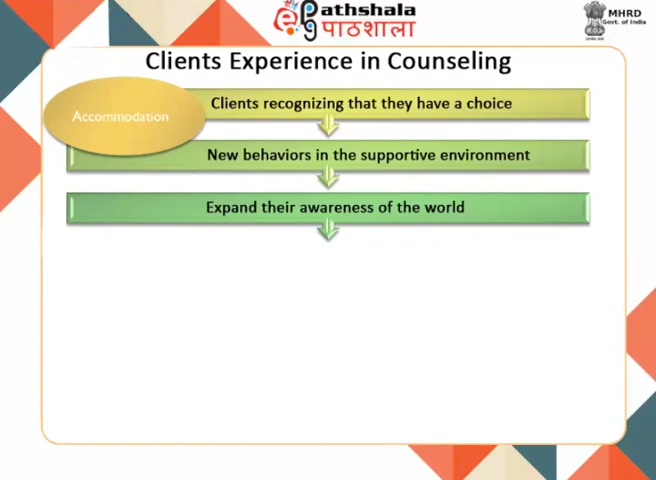 ePathshala
पाठशाला
MHRD
Govt. of India
Clients Experience in Counseling
Accommodation
Clients recognizing that they have a choice
New behaviors in the supportive environment
Expand their awareness of the world